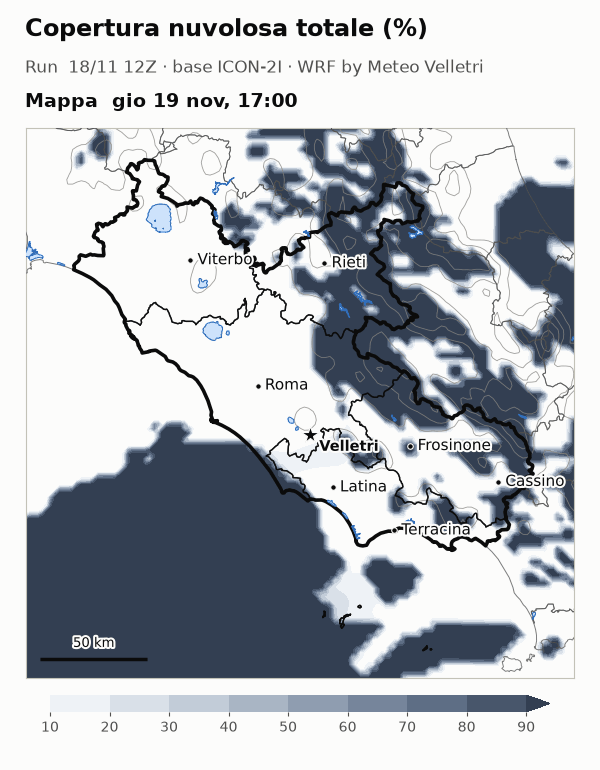 Copertura nuvolosa totale (%)
Run  18/11 12Z · base ICON-2I · WRF by Meteo Velletri
Mappa  gio 19 nov, 17:00
Viterbo
Rieti
Roma
Velletri
Frosinone
Cassino
Latina
Terracina
50 km
10 20 30 40 50 60 70 80 90